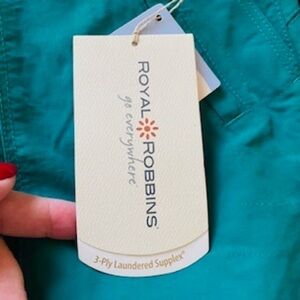 ROYAL ROBBINS®
go everywhere®
3-Ply Laundered Supplex®